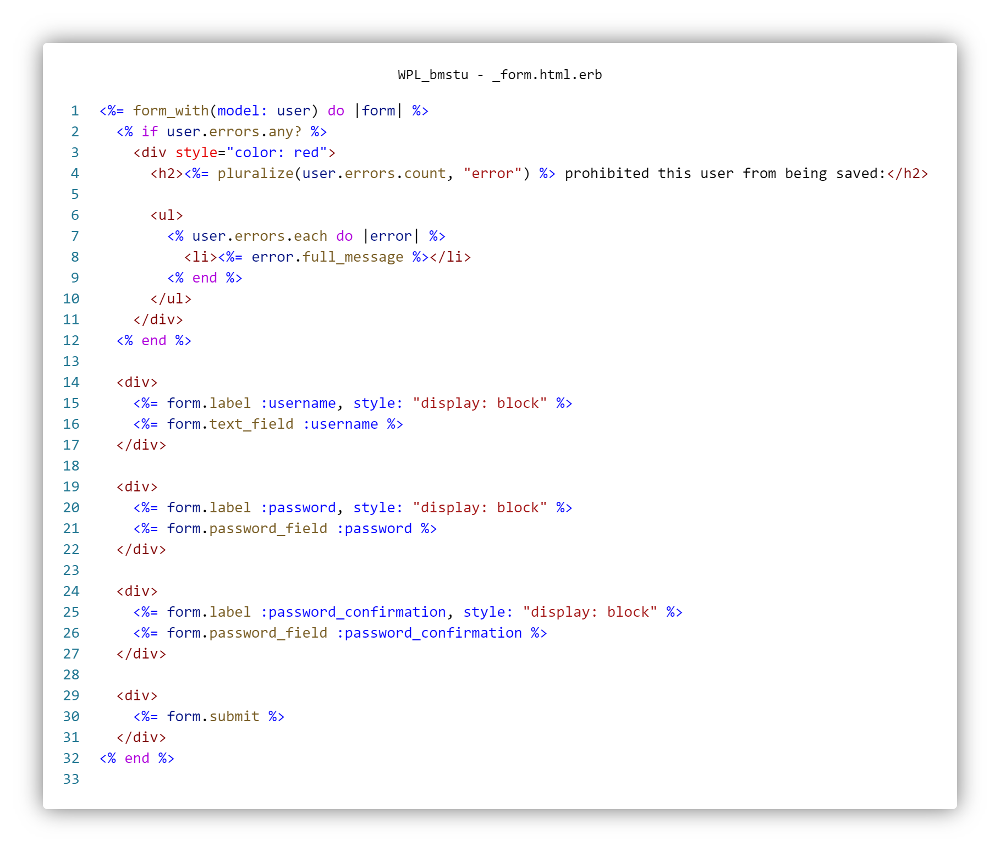 WPL_bmstu - _form.html.erb
1 <%= form_with(model: user) do |form| %>
2   <% if user.errors.any? %>
3     <div style="color: red">
4       <h2><%= pluralize(user.errors.count, "error") %> prohibited this user from being saved:</h2>
5
6       <ul>
7         <% user.errors.each do |error| %>
8           <li><%= error.full_message %></li>
9         <% end %>
10       </ul>
11     </div>
12   <% end %>
13
14   <div>
15     <%= form.label :username, style: "display: block" %>
16     <%= form.text_field :username %>
17   </div>
18
19   <div>
20     <%= form.label :password, style: "display: block" %>
21     <%= form.password_field :password %>
22   </div>
23
24   <div>
25     <%= form.label :password_confirmation, style: "display: block" %>
26     <%= form.password_field :password_confirmation %>
27   </div>
28
29   <div>
30     <%= form.submit %>
31   </div>
32 <% end %>
33